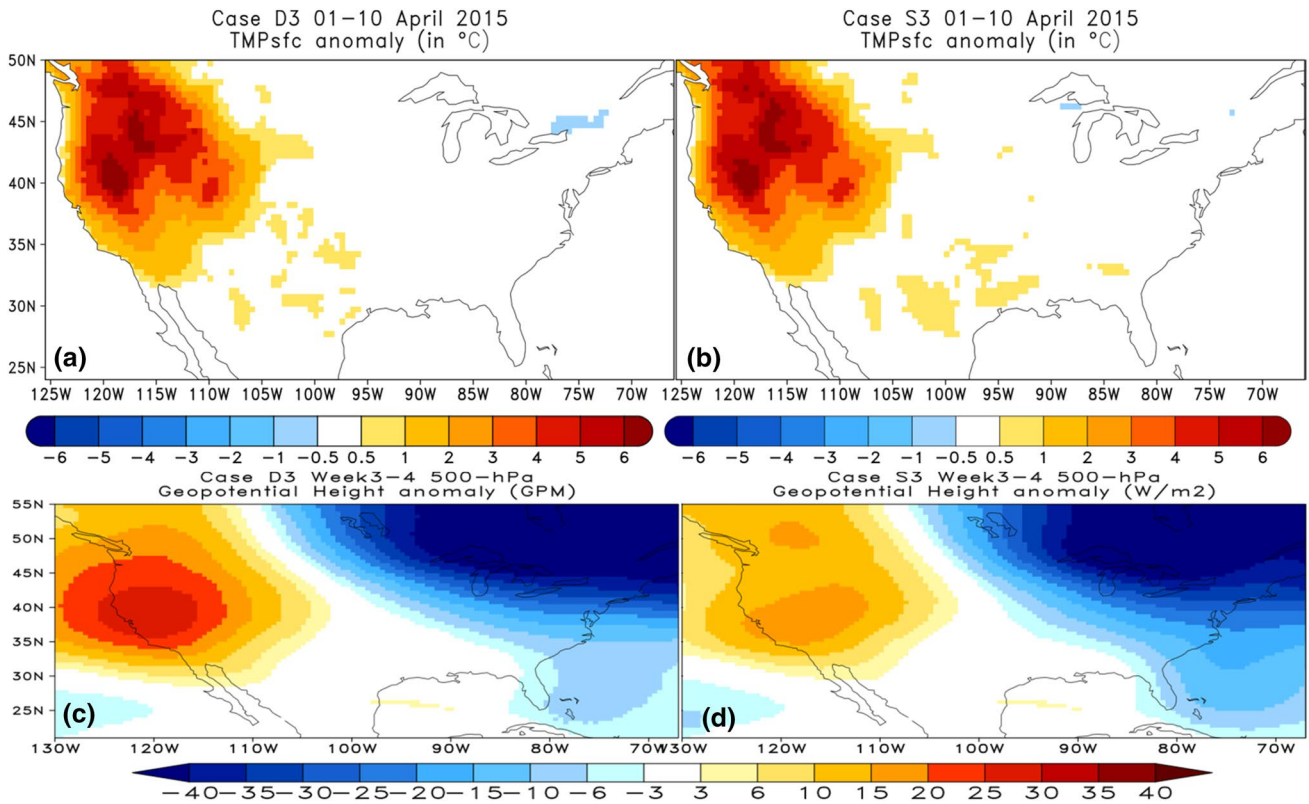 Case D3 01-10 April 2015
TMPsfc anomaly (in °C)
Case S3 01-10 April 2015
TMPsfc anomaly (in °C)
50N
45N
40N
35N
30N
25N
(a)
(b)
125W 120W 115W 110W 105W 100W 95W 90W 85W 80W 75W 70W
125W 120W 115W 110W 105W 100W 95W 90W 85W 80W 75W 70W
-6 -5 -4 -3 -2 -1 -0.5 0.5 1 2 3 4 5 6
-6 -5 -4 -3 -2 -1 -0.5 0.5 1 2 3 4 5 6
Case D3 Week3-4 500-hPa
Geopotential Height anomaly (GPM)
Case S3 Week3-4 500-hPa
Geopotential Height anomaly (W/m2)
55N
50N
45N
40N
35N
30N
25N
(c)
(d)
130W 120W 110W 100W 90W 80W 70W
130W 120W 110W 100W 90W 80W 70W
-40 -35 -30 -25 -20 -15 -10 -6 -3 3 6 10 15 20 25 30 35 40